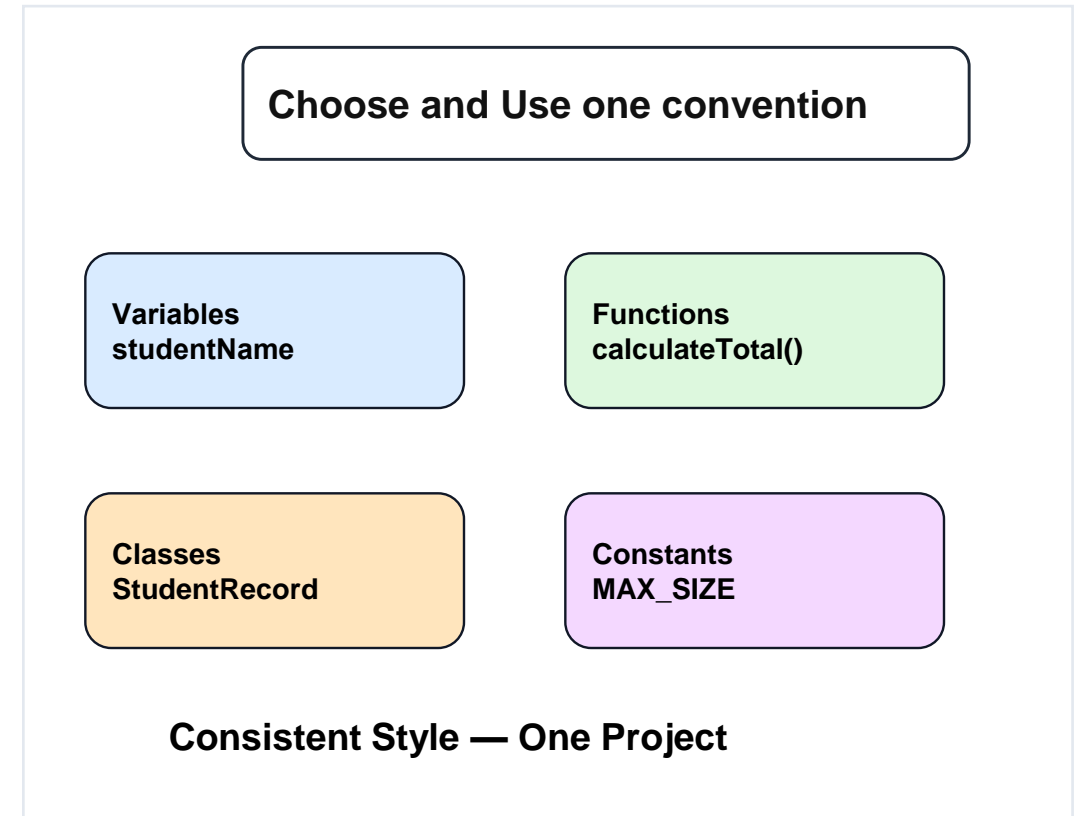 Choose and Use one convention
Variables
studentName
Functions
calculateTotal()
Classes
StudentRecord
Constants
MAX_SIZE
Consistent Style — One Project